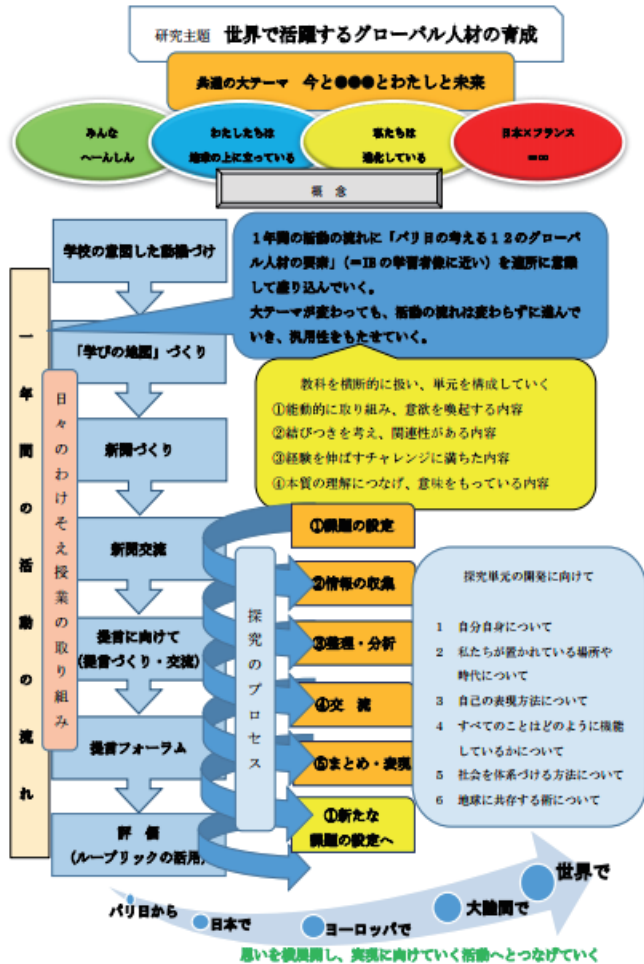 研究主題 世界で活躍するグローバル人材の育成
共通の大テーマ 今と●●●とわたしと未来
みんな
へーんしん
わたしたちは
地球の上に立っている
私たちは
進化している
日本×フランス
=∞
概念
学校の意図した動機づけ
「学びの地図」づくり
新聞づくり
新聞交流
提言に向けて
(提言づくり・交流)
提言フォーラム
評価
(ルーブリックの活用)
一年間の活動の流れ
日々のわけそえ授業の取り組み
1年間の活動の流れに「パリ日の考える12のグローバ
ル人材の要素」(=IBの学習者像に近い)を適所に意識
して盛り込んでいく。
大テーマが変わっても、活動の流れは変わらずに進んで
いき、汎用性をもたせていく。
教科を横断的に扱い、単元を構成していく
①能動的に取り組み、意欲を喚起する内容
②結びつきを考え、関連性がある内容
③経験を伸ばすチャレンジに満ちた内容
④本質の理解につなげ、意味をもっている内容
探究のプロセス
①課題の設定
②情報の収集
③整理・分析
④交流
⑤まとめ・表現
①新たな
課題の設定へ
探究単元の開発に向けて
1 自分自身について
2 私たちが置かれている場所や
時代について
3 自己の表現方法について
4 すべてのことはどのように機能
しているかについて
5 社会を体系づける方法について
6 地球に共存する術について
パリ日から
日本で
ヨーロッパで
大陸間で
世界で
思いを横展開し、実現に向けていく活動へとつなげていく